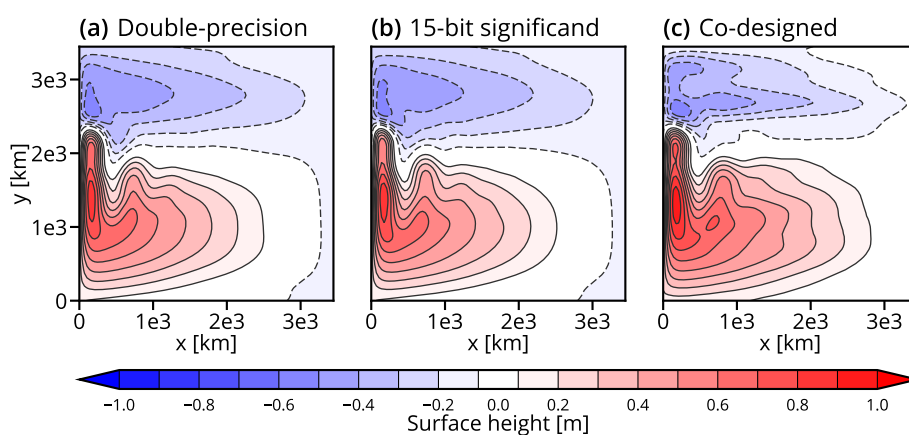 (a) Double-precision (b) 15-bit significand (c) Co-designed
3e3
2e3
1e3
0
y [km]
0 1e3 2e3 3e3 0 1e3 2e3 3e3 0 1e3 2e3 3e3
x [km] x [km] x [km]
−1.0 −0.8 −0.6 −0.4 −0.2 0.0 0.2 0.4 0.6 0.8 1.0
Surface height [m]